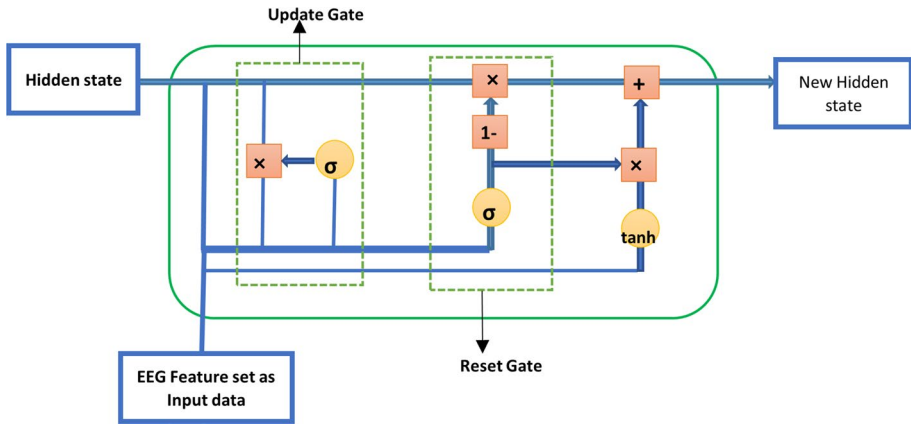 Update Gate
Hidden state
×
+
New Hidden
state
1-
×
σ
×
σ
tanh
Reset Gate
EEG Feature set as
Input data